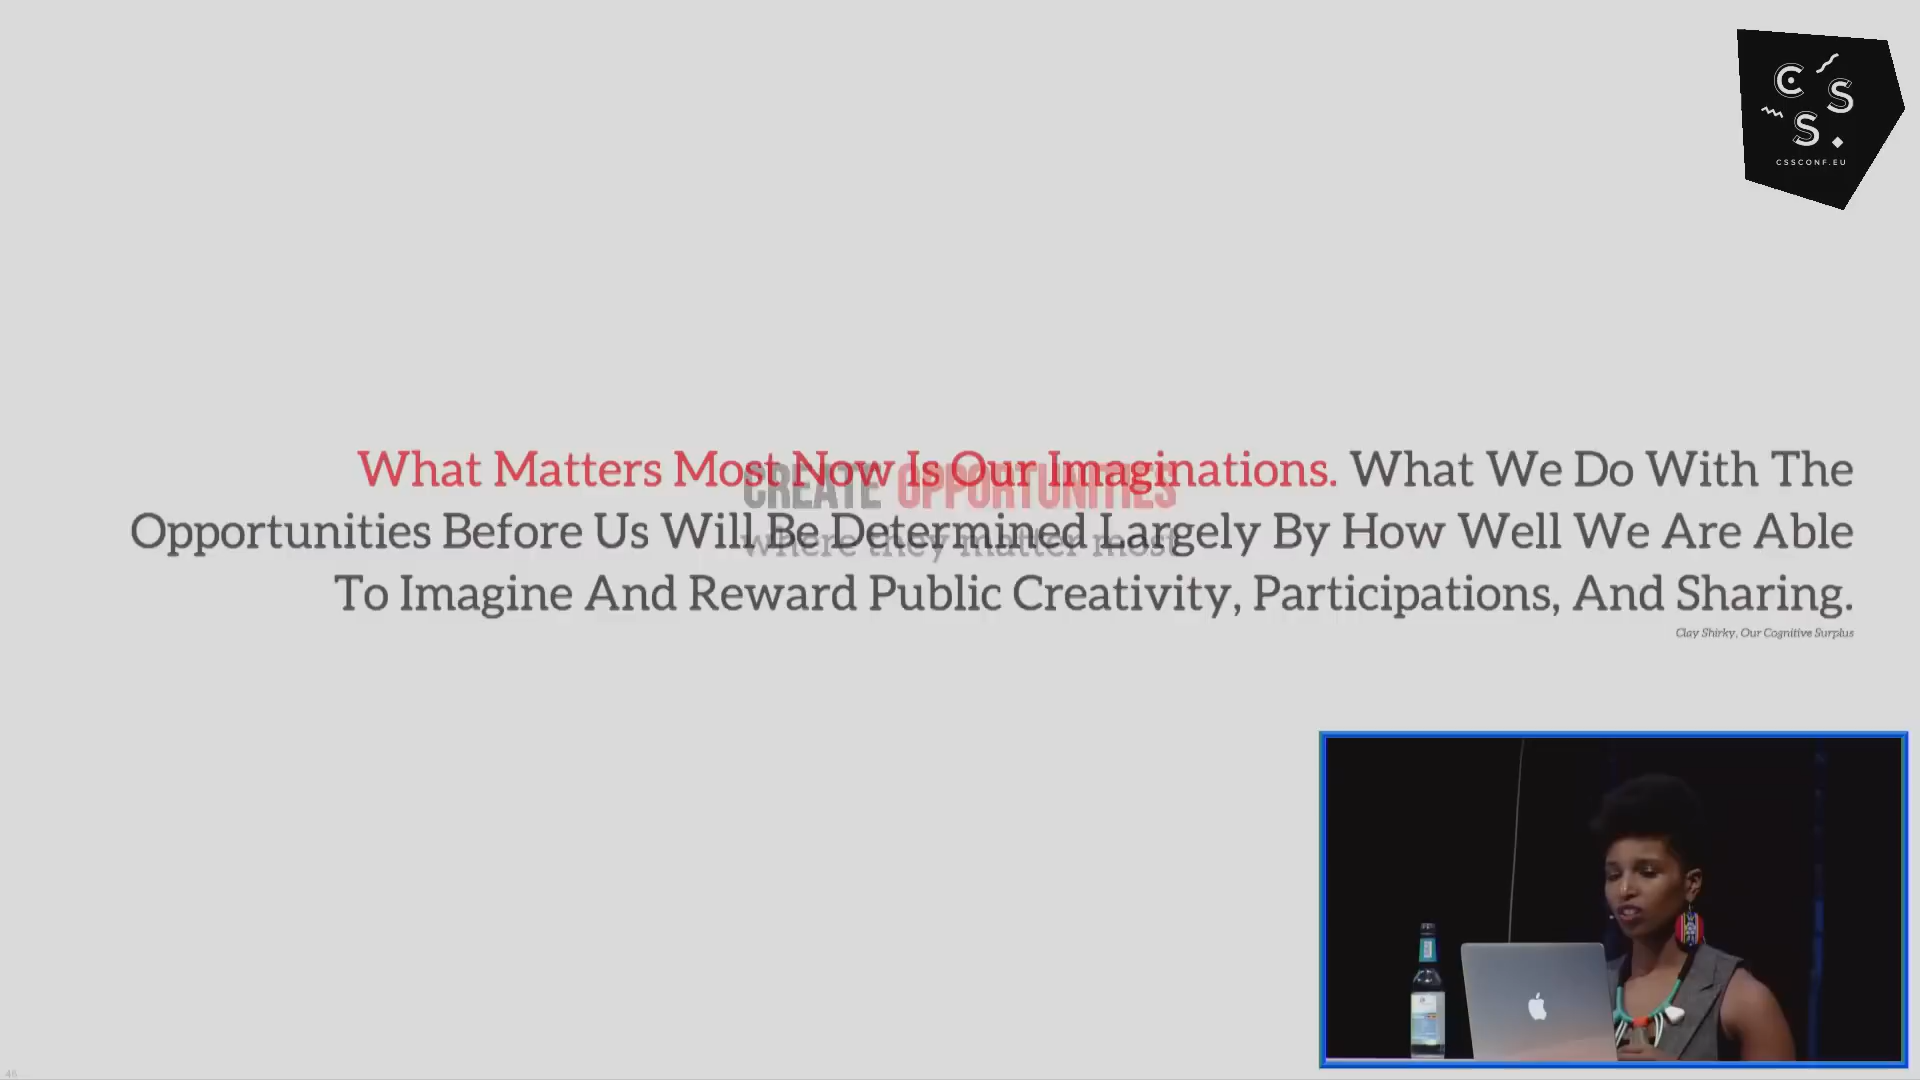 C
S
S.
CSSCONF.EU
What Matters Most Now Is Our Imaginations. What We Do With The
Opportunities Before Us Will Be Determined Largely By How Well We Are Able
To Imagine And Reward Public Creativity, Participations, And Sharing.
Clay Shirky, Our Cognitive Surplus
CREATE OPPORTUNITIES
where they matter most
46